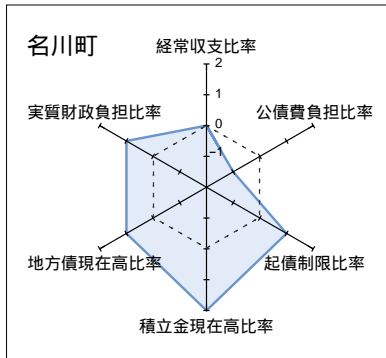 名川町
経常収支比率
2
1
0
-1
公債費負担比率
実質財政負担比率
地方債現在高比率
起債制限比率
積立金現在高比率